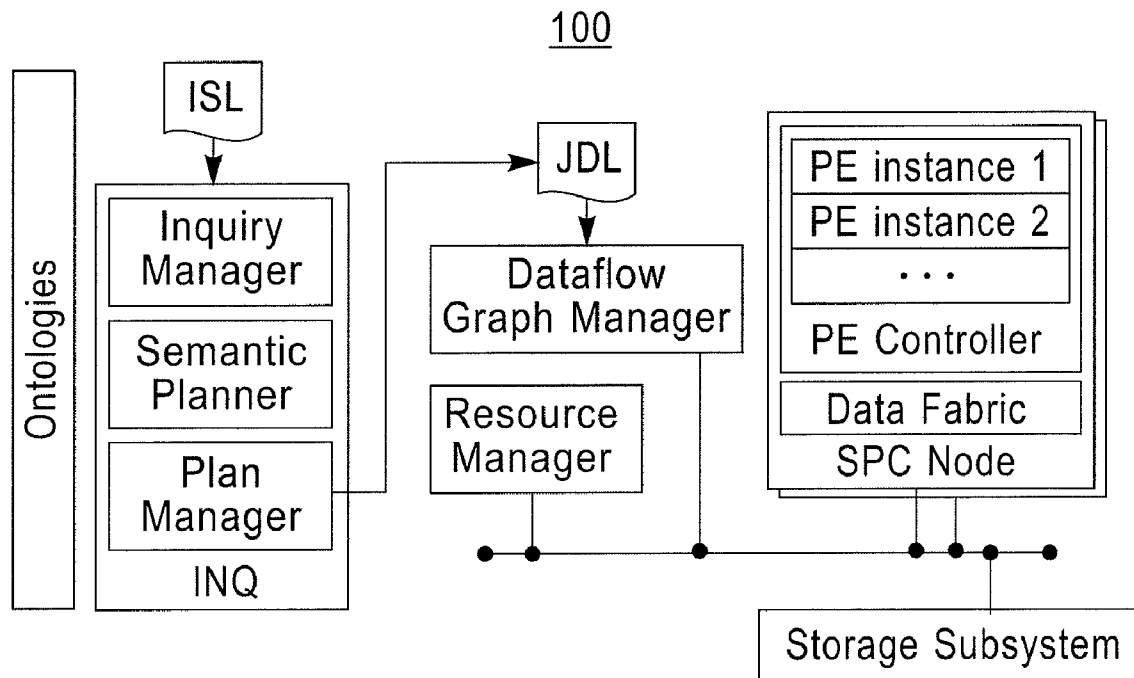 100
Ontologies
ISL
Inquiry
Manager
Semantic
Planner
Plan
Manager
INQ
JDL
Dataflow
Graph Manager
Resource
Manager
PE instance 1
PE instance 2
...
PE Controller
Data Fabric
SPC Node
Storage Subsystem